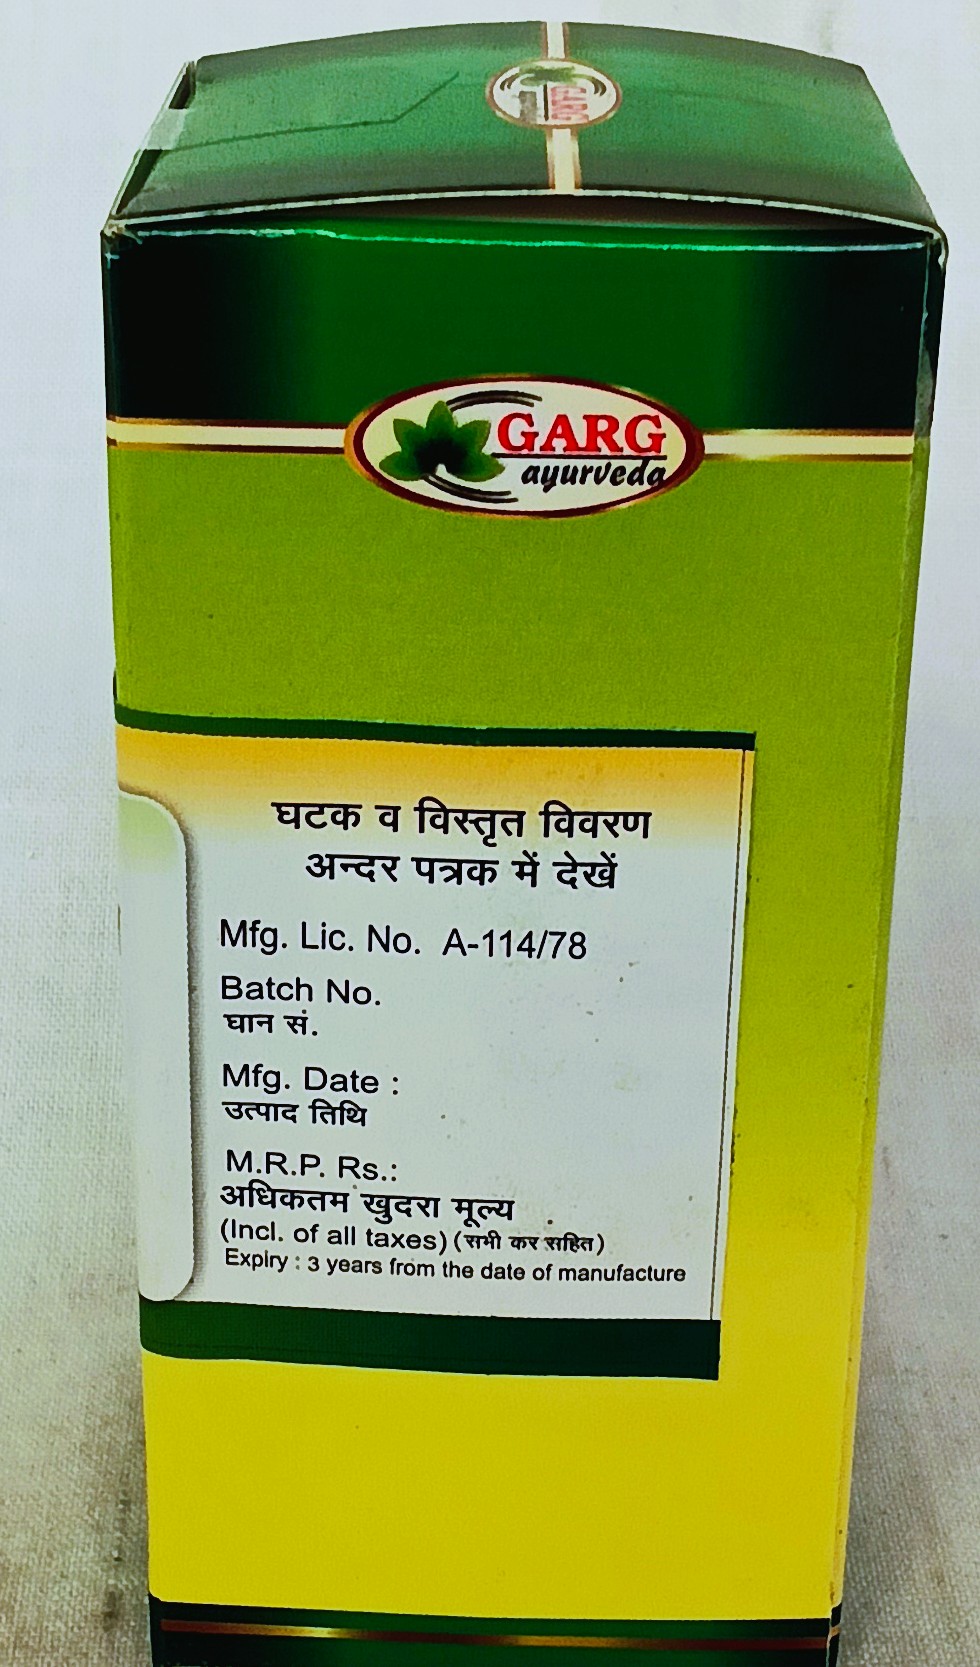 GARG
GARG
ayurveda
घटक व विस्तृत विवरण
अन्दर पत्रक में देखें
Mfg. Lic. No. A-114/78
Batch No.
घान सं.
Mfg. Date :
उत्पाद तिथि
M.R.P. Rs.:
अधिकतम खुदरा मूल्य
(Incl. of all taxes) (सभी कर सहित)
Expiry : 3 years from the date of manufacture